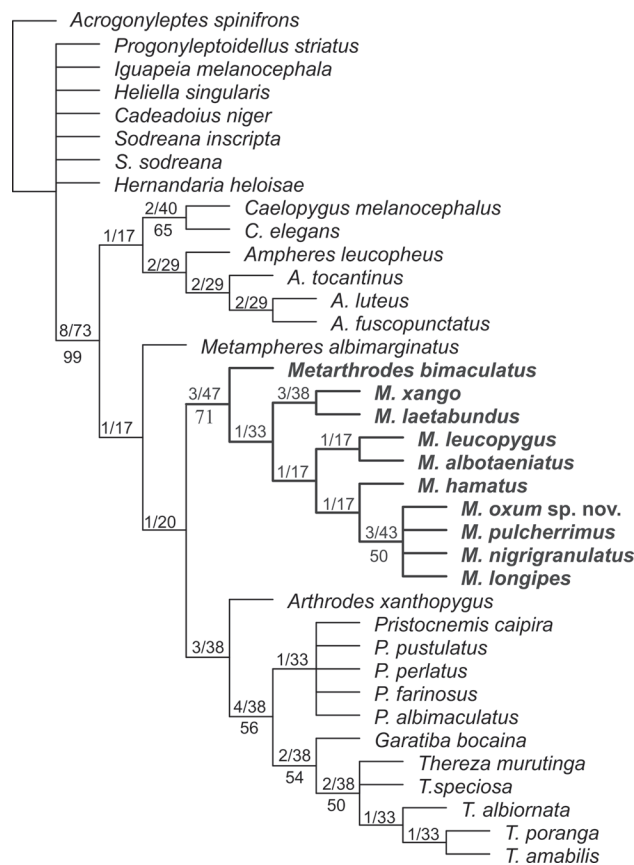 Acrogonyleptes spinifrons
Progonyleptoidellus striatus
Iguapeia melanocephala
Heliella singularis
Cadeadoius niger
Sodreana inscripta
S. sodreana
Hernandaria heloisae
2/40
Caelopygus melanocephalus
65
C. elegans
1/17
Ampheres leucopheus
2/29
A. tocantinus
2/29
A. luteus
2/29
A. fuscopunctatus
8/73
99
Metampheres albimarginatus
Metarthrodes bimaculatus
3/47
71
3/38
M. xango
M. laetabundus
1/33
1/17
1/17
M. leucopygus
M. albotaeniatus
1/17
M. hamatus
1/17
M. oxum sp. nov.
1/20
3/43
M. pulcherrimus
50
M. nigrigranulatus
M. longipes
Arthrodes xanthopygus
Pristocnemis caipira
3/38
1/33
P. pustulatus
P. perlatus
P. farinosus
4/38
P. albimaculatus
56
Garatiba bocaina
2/38
54
Thereza murutinga
2/38
T.speciosa
50
T. albiornata
1/33
T. poranga
1/33
T. amabilis